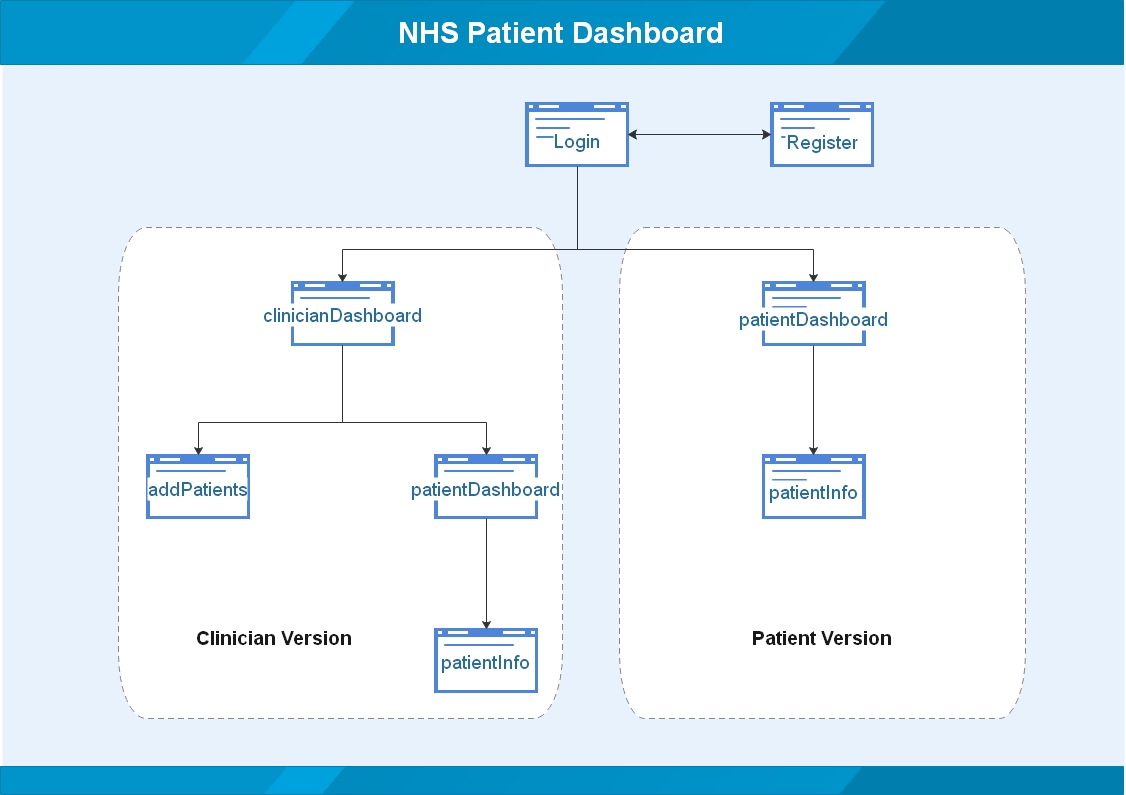 NHS Patient Dashboard
Login
Register
clinicianDashboard
patientDashboard
addPatients
patientDashboard
patientInfo
Clinician Version
Patient Version
patientInfo